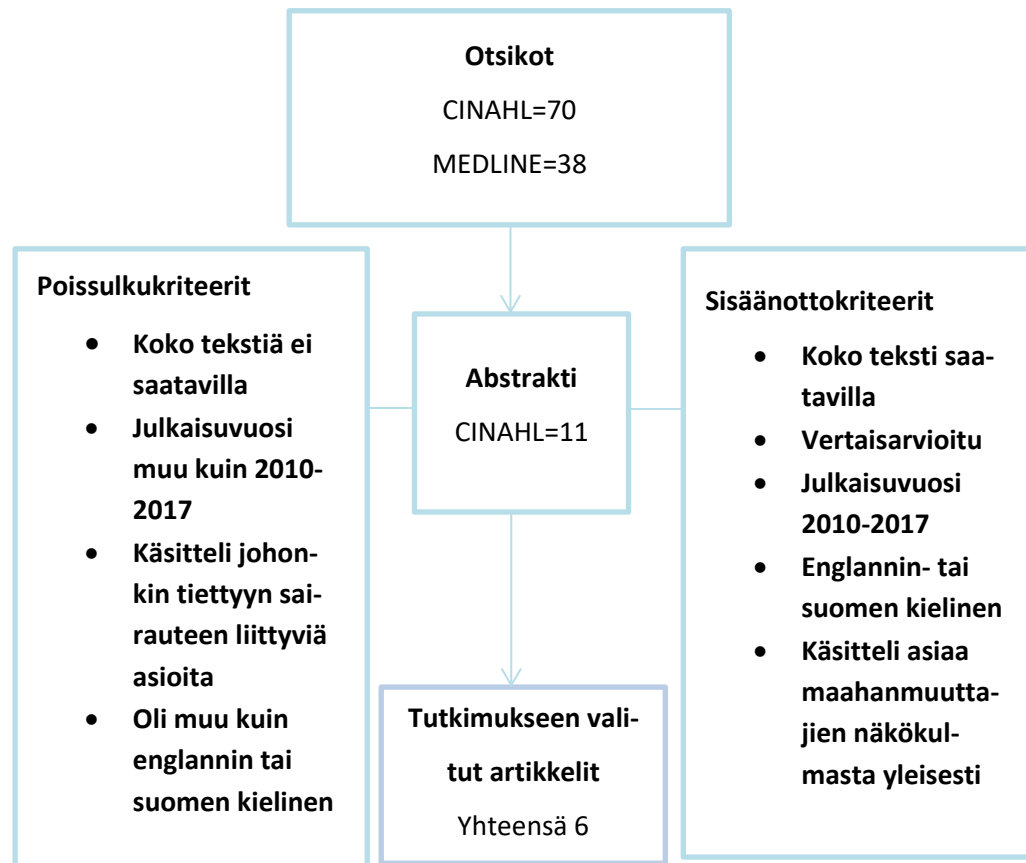 Otsikot
CINAHL=70
MEDLINE=38
Poissulkukriteerit
• Koko tekstiä ei
saatavilla
• Julkaisuvuosi
muu kuin 2010-
2017
• Käsitteli johon-
kin tiettyyn sai-
rauteen liittyviä
asioita
• Oli muu kuin
englannin tai
suomen kielinen
Abstrakti
CINAHL=11
Sisäänottokriteerit
• Koko teksti saa-
tavilla
• Vertaisarvioitu
• Julkaisuvuosi
2010-2017
• Englannin- tai
suomen kielinen
• Käsitteli asiaa
maahanmuutta-
jien näkökul-
masta yleisesti
Tutkimukseen vali-
tut artikkelit
Yhteensä 6